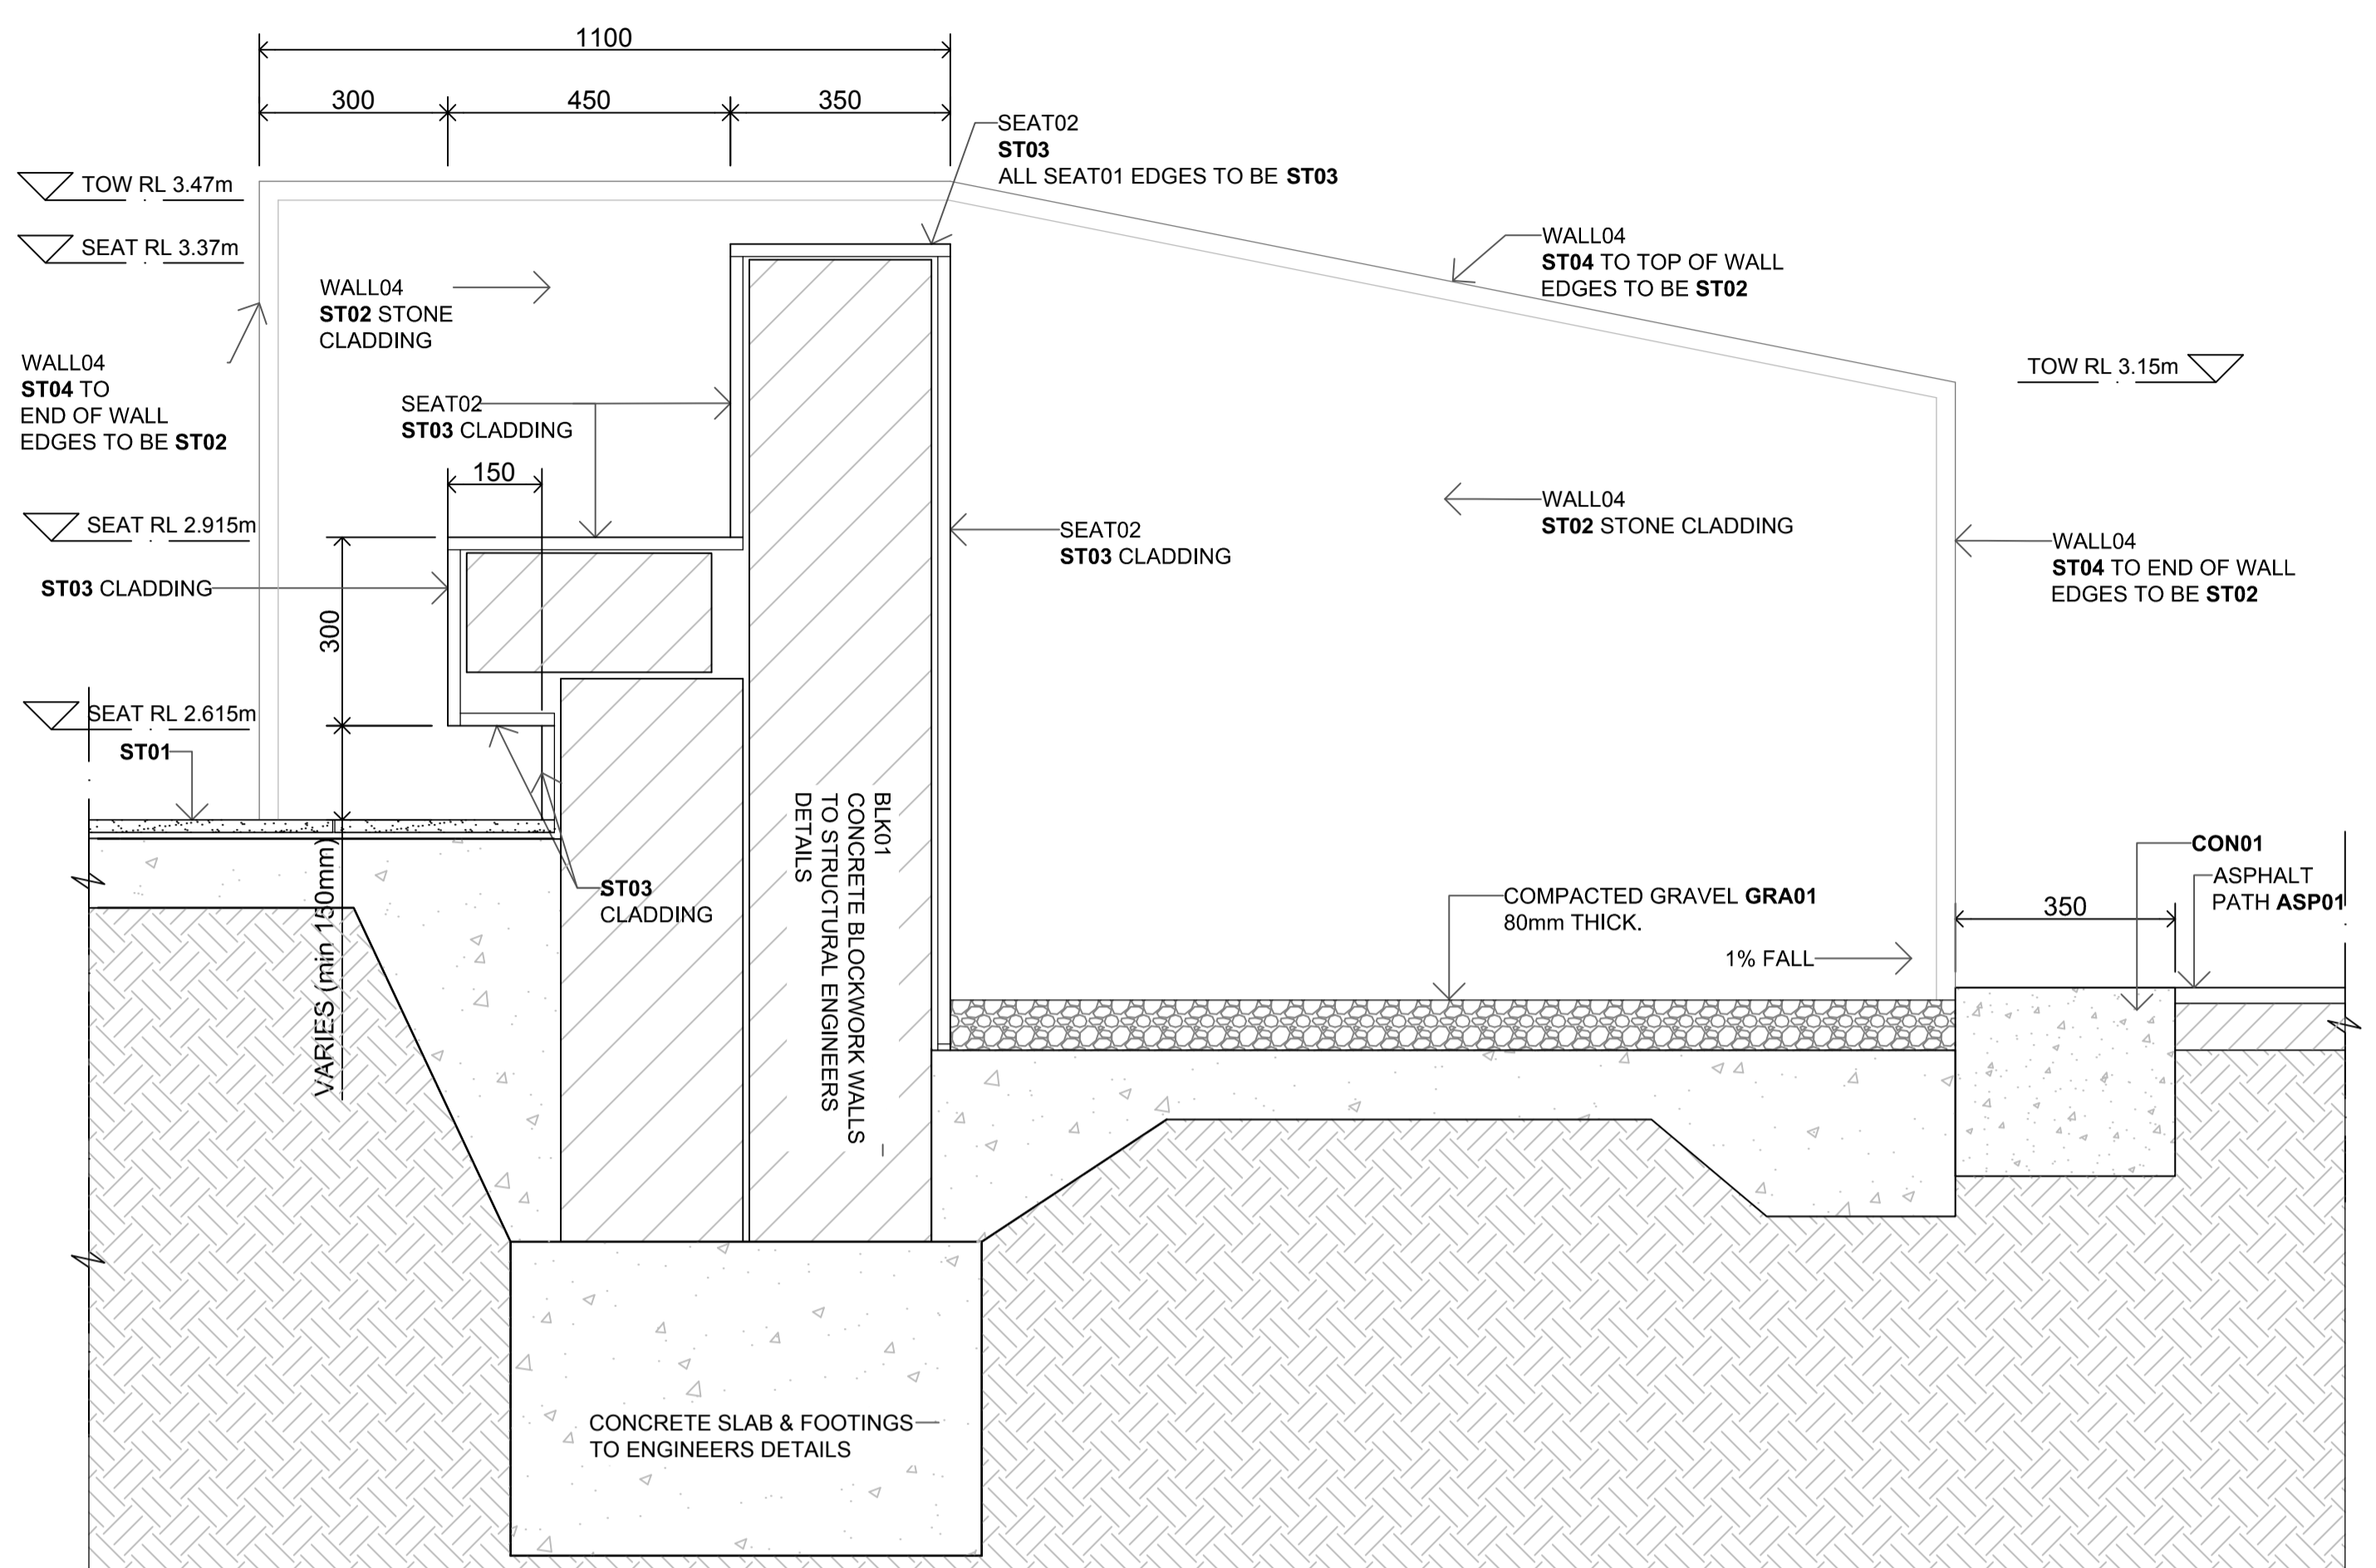 1100
300
450
350
SEAT02
ST03
ALL SEAT01 EDGES TO BE ST03
TOW RL 3.47m
SEAT RL 3.37m
WALL04
ST04 TO TOP OF WALL
EDGES TO BE ST02
WALL04
ST02 STONE
CLADDING
WALL04
ST04 TO
END OF WALL
EDGES TO BE ST02
TOW RL 3.15m
SEAT02
ST03 CLADDING
150
SEAT RL 2.915m
SEAT02
ST03 CLADDING
WALL04
ST02 STONE CLADDING
WALL04
ST04 TO END OF WALL
EDGES TO BE ST02
ST03 CLADDING
300
SEAT RL 2.615m
ST01
VARIES (min 150mm)
ST03
CLADDING
BLK01
CONCRETE BLOCKWORK WALLS
TO STRUCTURAL ENGINEERS
DETAILS
COMPACTED GRAVEL GRA01
80mm THICK.
1% FALL
CON01
ASPHALT
PATH ASP01
350
CONCRETE SLAB & FOOTINGS
TO ENGINEERS DETAILS